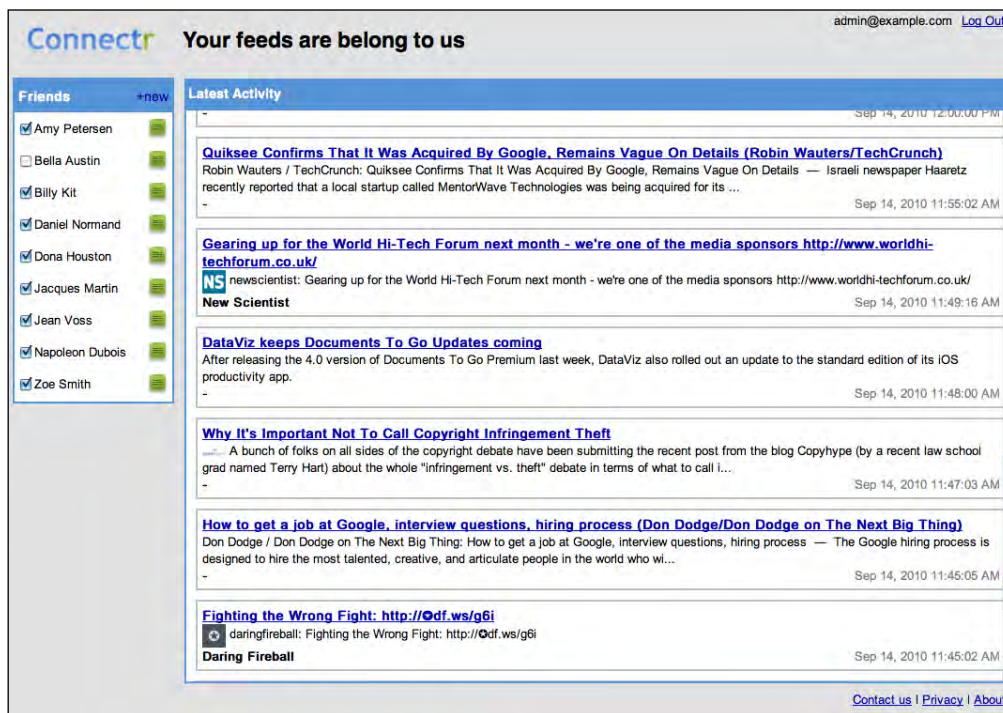 admin@example.com Log Out
Connectr Your feeds are belong to us
Friends +new
Amy Petersen
Bella Austin
Billy Kit
Daniel Normand
Dona Houston
Jacques Martin
Jean Voss
Napoleon Dubois
Zoe Smith
Latest Activity
- Sep 14, 2010 12:00:00 PM
Quiksee Confirms That It Was Acquired By Google, Remains Vague On Details (Robin Wauters/TechCrunch)
Robin Wauters / TechCrunch: Quiksee Confirms That It Was Acquired By Google, Remains Vague On Details — Israeli newspaper Haaretz
recently reported that a local startup called MentorWave Technologies was being acquired for its ...
- Sep 14, 2010 11:55:02 AM
Gearing up for the World Hi-Tech Forum next month - we're one of the media sponsors http://www.worldhi-
techforum.co.uk/
NS newscientist: Gearing up for the World Hi-Tech Forum next month - we're one of the media sponsors http://www.worldhi-techforum.co.uk/
New Scientist Sep 14, 2010 11:49:16 AM
DataViz keeps Documents To Go Updates coming
After releasing the 4.0 version of Documents To Go Premium last week, DataViz also rolled out an update to the standard edition of its iOS
productivity app.
- Sep 14, 2010 11:48:00 AM
Why It's Important Not To Call Copyright Infringement Theft
A bunch of folks on all sides of the copyright debate have been submitting the recent post from the blog Copyhype (by a recent law school
grad named Terry Hart) about the whole "infringement vs. theft" debate in terms of what to call i...
- Sep 14, 2010 11:47:03 AM
How to get a job at Google, interview questions, hiring process (Don Dodge/Don Dodge on The Next Big Thing)
Don Dodge / Don Dodge on The Next Big Thing: How to get a job at Google, interview questions, hiring process — The Google hiring process is
designed to hire the most talented, creative, and articulate people in the world who wi...
- Sep 14, 2010 11:45:05 AM
Fighting the Wrong Fight: http://✪df.ws/g6i
daringfireball: Fighting the Wrong Fight: http://✪df.ws/g6i
Daring Fireball Sep 14, 2010 11:45:02 AM
Contact us | Privacy | About